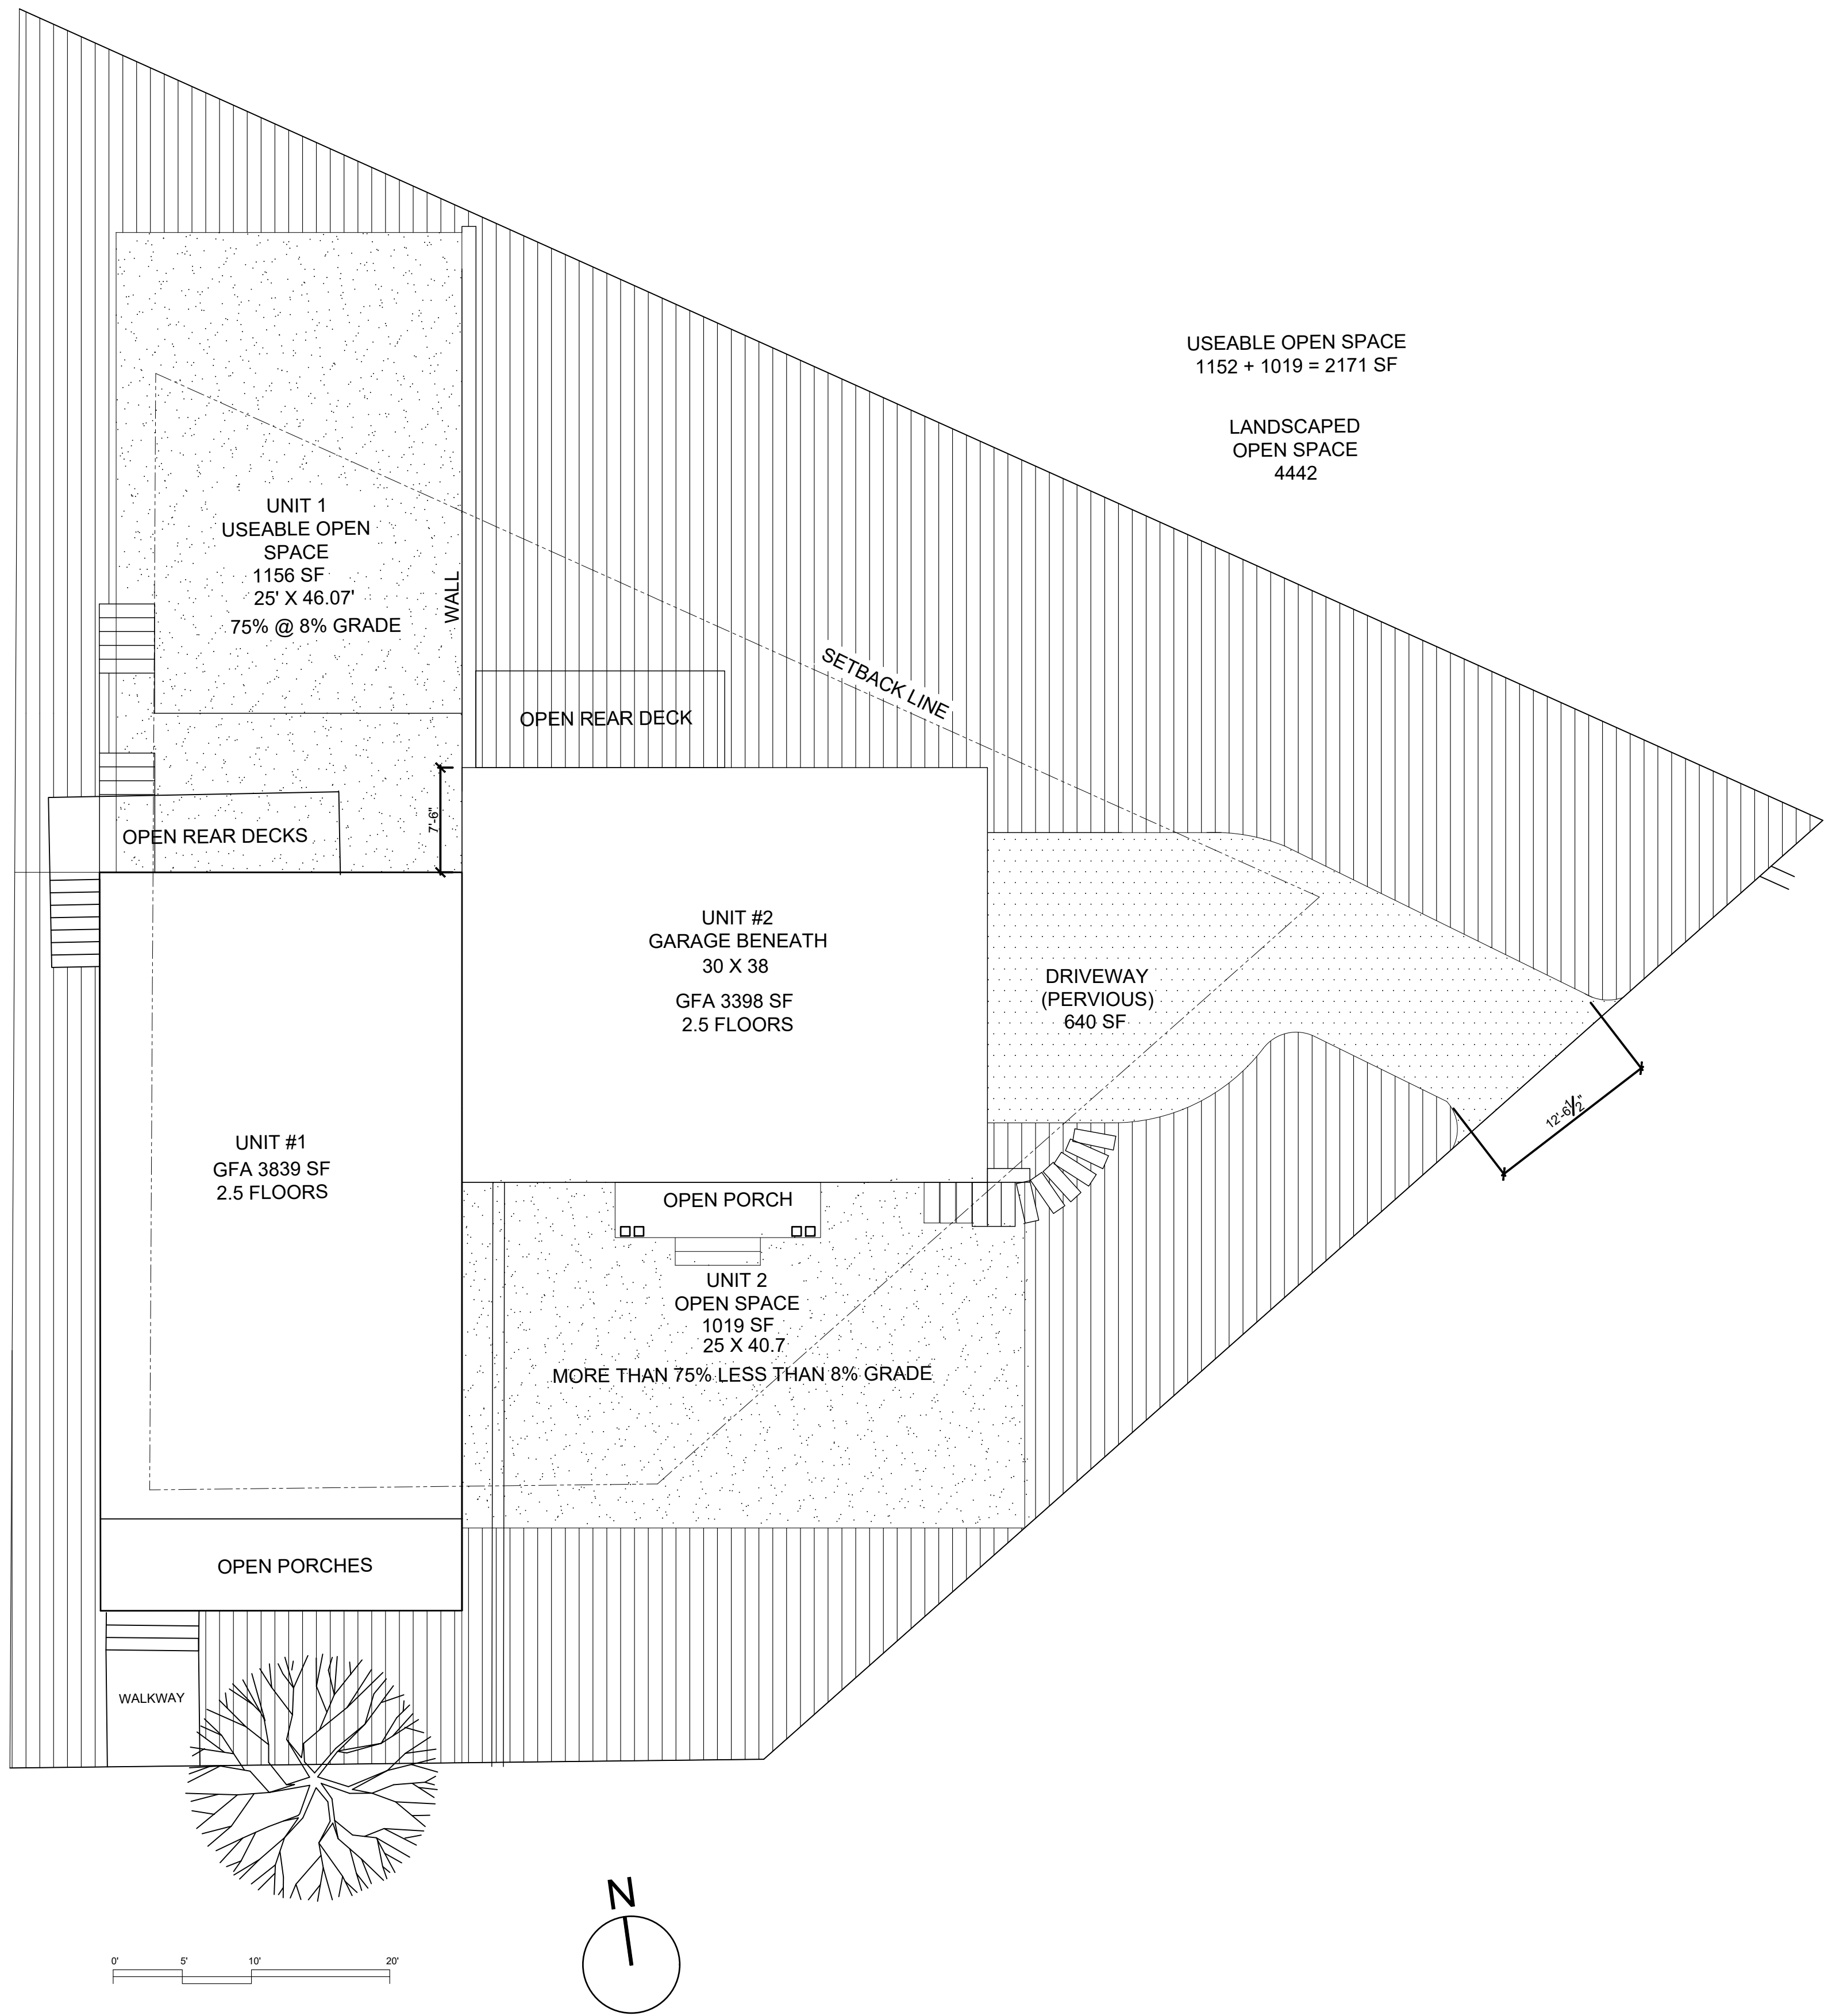 USEABLE OPEN SPACE
1152 + 1019 = 2171 SF
LANDSCAPED
OPEN SPACE
4442
UNIT 1
USEABLE OPEN
SPACE
1156 SF
25' X 46.07'
75% @ 8% GRADE
WALL
SETBACK LINE
OPEN REAR DECK
7'-6"
OPEN REAR DECKS
UNIT #2
GARAGE BENEATH
30 X 38
GFA 3398 SF
2.5 FLOORS
DRIVEWAY
(PERVIOUS)
640 SF
12'-6½"
UNIT #1
GFA 3839 SF
2.5 FLOORS
OPEN PORCH
UNIT 2
OPEN SPACE
1019 SF
25 X 40.7
MORE THAN 75% LESS THAN 8% GRADE
OPEN PORCHES
WALKWAY
N
0' 5' 10' 20'